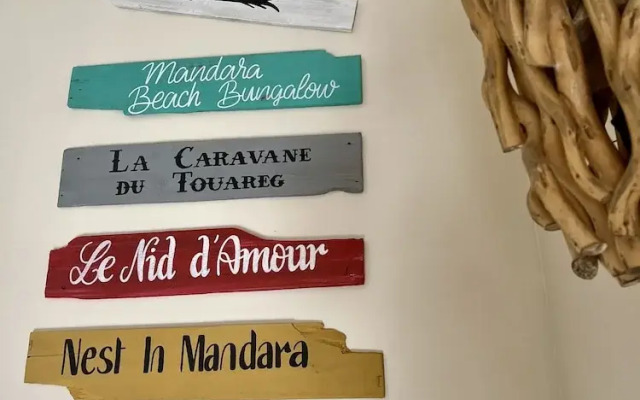 Mandara
Beach Bungalow
La Caravane
du Touareg
Le Nid d'Amour
Nest In Mandara